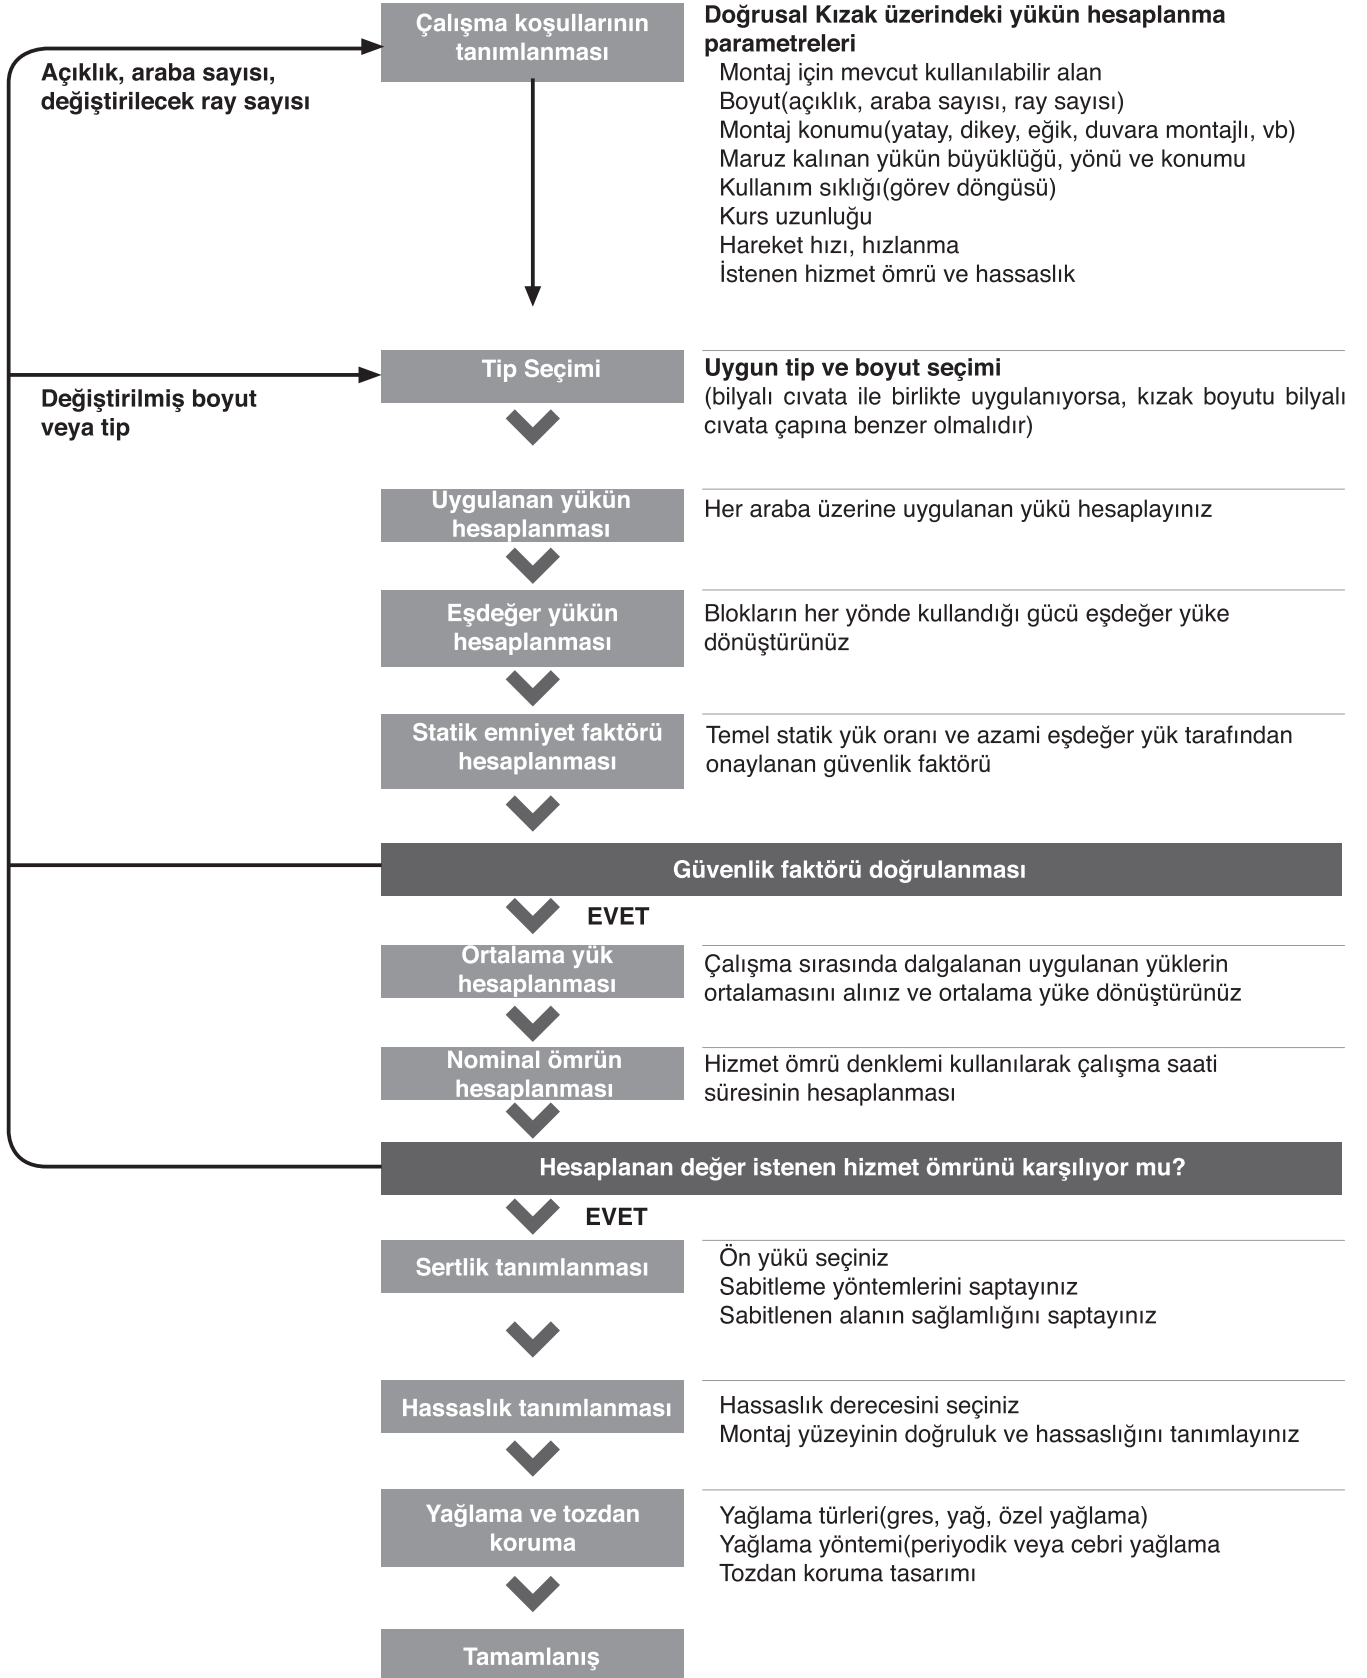 Çalışma koşullarının
tanımlanması
Doğrusal Kızak üzerindeki yükün hesaplanma
parametreleri
Montaj için mevcut kullanılabilir alan
Boyut(açıklık, araba sayısı, ray sayısı)
Montaj konumu(yatay, dikey, eğik, duvara montajlı, vb)
Maruz kalınan yükün büyüklüğü, yönü ve konumu
Kullanım sıklığı(görev döngüsü)
Kurs uzunluğu
Hareket hızı, hızlanma
İstenen hizmet ömrü ve hassaslık
Açıklık, araba sayısı,
değiştirilecek ray sayısı
Tip Seçimi
Uygun tip ve boyut seçimi
(bilyalı cıvata ile birlikte uygulanıyorsa, kızak boyutu bilyalı
cıvata çapına benzer olmalıdır)
Değiştirilmiş boyut
veya tip
Uygulanan yükün
hesaplanması
Her araba üzerine uygulanan yükü hesaplayınız
Eşdeğer yükün
hesaplanması
Blokların her yönde kullandığı gücü eşdeğer yüke
dönüştürünüz
Statik emniyet faktörü
hesaplanması
Temel statik yük oranı ve azami eşdeğer yük tarafından
onaylanan güvenlik faktörü
Güvenlik faktörü doğrulanması
EVET
Ortalama yük
hesaplanması
Çalışma sırasında dalgalanan uygulanan yüklerin
ortalamasını alınız ve ortalama yüke dönüştürünüz
Nominal ömrün
hesaplanması
Hizmet ömrü denklemi kullanılarak çalışma saati
süresinin hesaplanması
Hesaplanan değer istenen hizmet ömrünü karşılıyor mu?
EVET
Sertlik tanımlanması
Ön yükü seçiniz
Sabitleme yöntemlerini saptayınız
Sabitlenen alanın sağlamlığını saptayınız
Hassaslık tanımlanması
Hassaslık derecesini seçiniz
Montaj yüzeyinin doğruluk ve hassaslığını tanımlayınız
Yağlama ve tozdan
koruma
Yağlama türleri(gres, yağ, özel yağlama)
Yağlama yöntemi(periyodik veya cebri yağlama
Tozdan koruma tasarımı
Tamamlanış